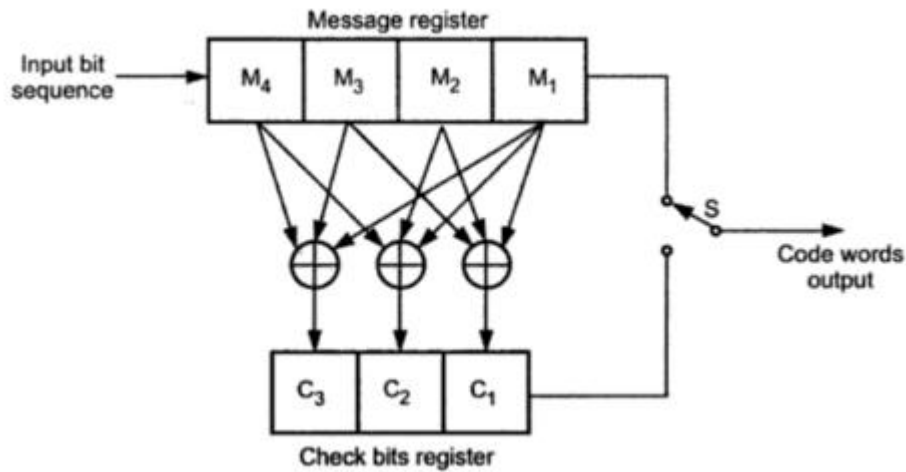 Message register
Input bit
sequence
M₄ M₃ M₂ M₁
S
Code words
output
C₃ C₂ C₁
Check bits register